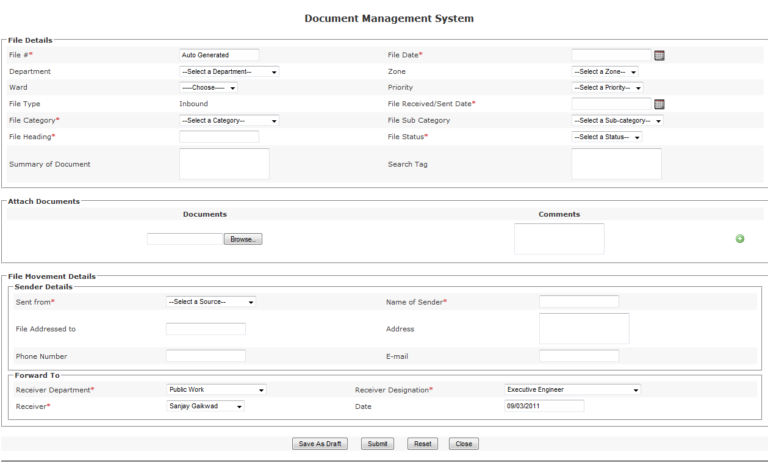 Document Management System
File Details
File #* Auto Generated File Date*
Department --Select a Department-- Zone --Select a Zone--
Ward ----Choose---- Priority --Select a Priority--
File Type Inbound File Received/Sent Date*
File Category* --Select a Category-- File Sub Category --Select a Sub-category--
File Heading* File Status* --Select a Status--
Summary of Document Search Tag
Attach Documents
Documents Comments
Browse...
File Movement Details
Sender Details
Sent from* --Select a Source-- Name of Sender*
File Addressed to Address
Phone Number E-mail
Forward To
Receiver Department* Public Work Receiver Designation* Executive Engineer
Receiver* Sanjay Gaikwad Date 09/03/2011
Save As Draft Submit Reset Close